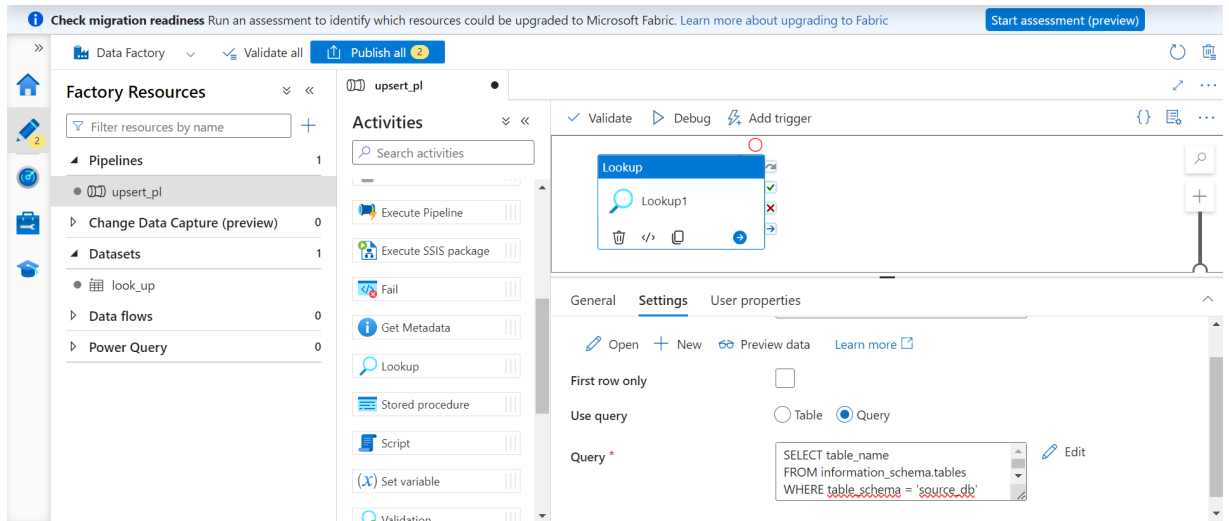 Check migration readiness Run an assessment to identify which resources could be upgraded to Microsoft Fabric. Learn more about upgrading to Fabric
Start assessment (preview)
Data Factory
Validate all
Publish all 2
Factory Resources
Filter resources by name
2
Pipelines 1
upsert_pl
Change Data Capture (preview) 0
Datasets 1
look_up
Data flows 0
Power Query 0
upsert_pl
Activities
Search activities
Execute Pipeline
Execute SSIS package
Fail
Get Metadata
Lookup
Stored procedure
Script
(x) Set variable
Validation
Validate
Debug
Add trigger
{}
Lookup
Lookup1
</>
General
Settings
User properties
Open
New
Preview data
Learn more
First row only
Use query
Table
Query
Query *
SELECT table_name
FROM information_schema.tables
WHERE table_schema = 'source_db'
Edit